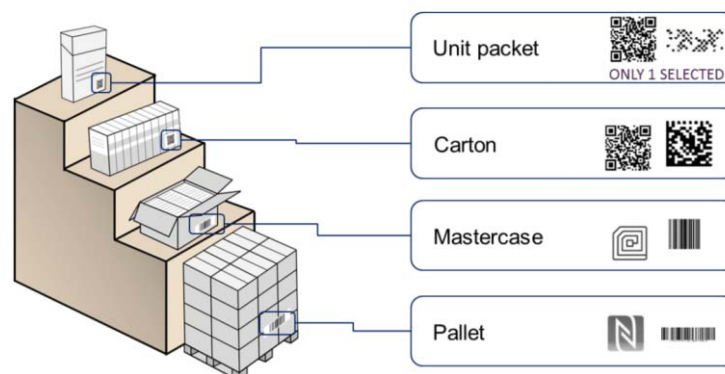 Unit packet
ONLY 1 SELECTED
Carton
Mastercase
Pallet